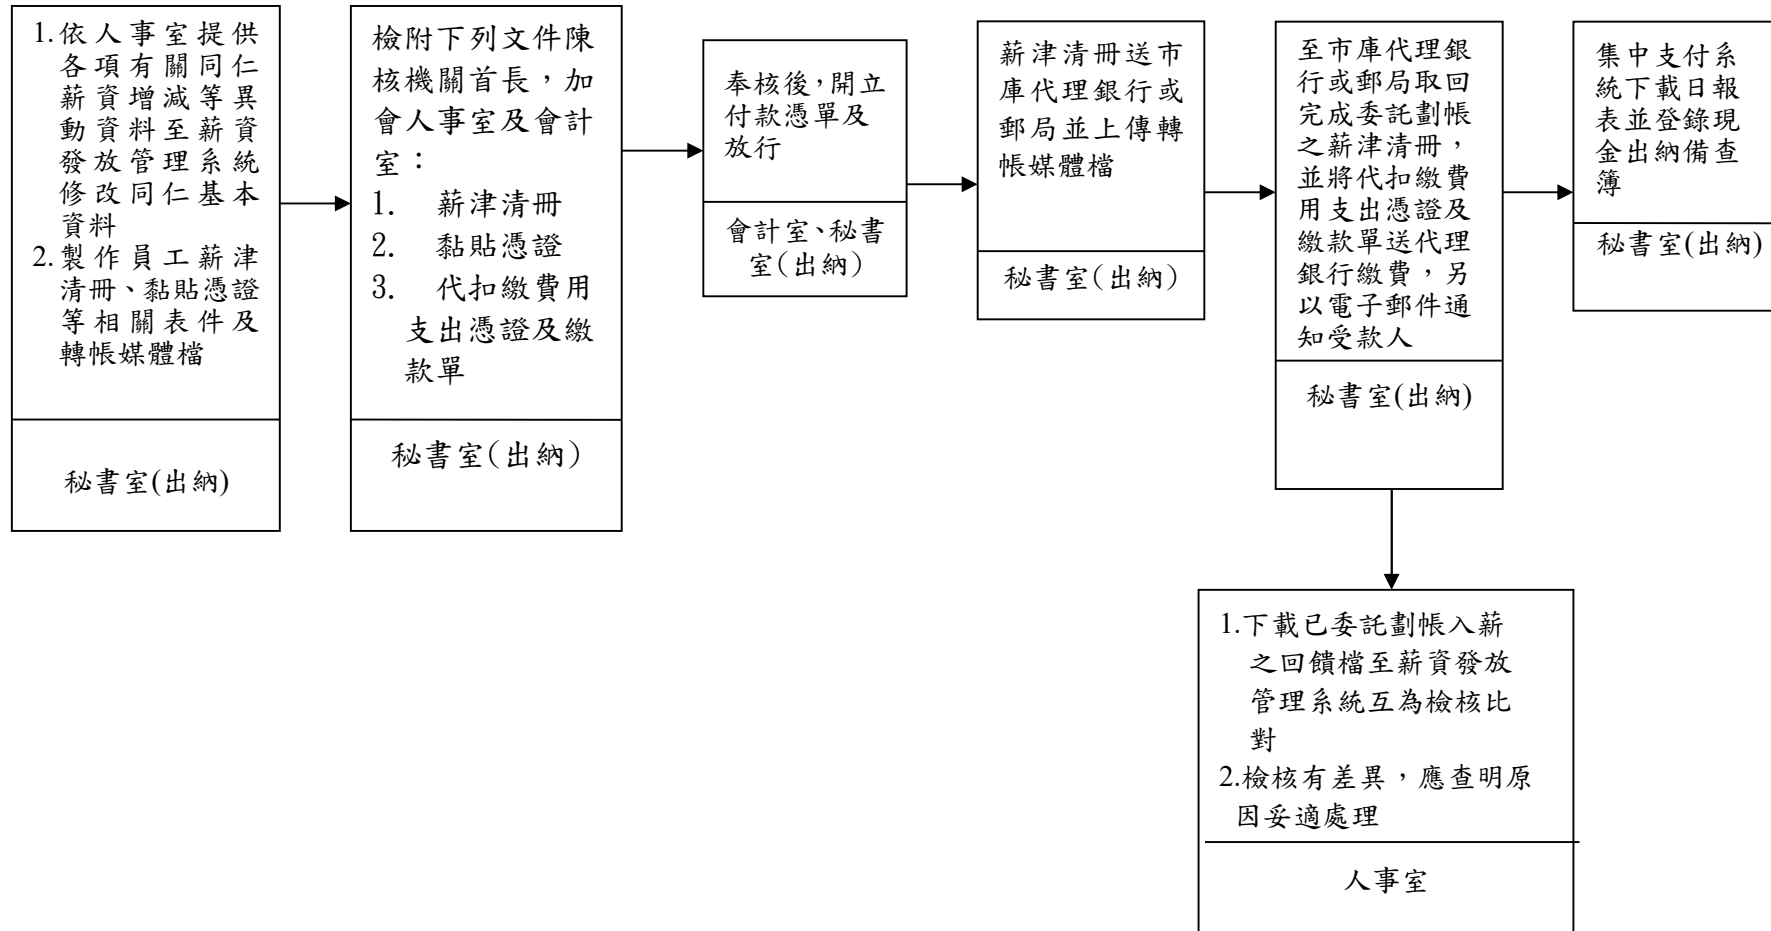 1.依人事室提供
各項有關同仁
薪資增減等異
動資料至薪資
發放管理系統
修改同仁基本
資料
2.製作員工薪津
清冊、黏貼憑證
等相關表件及
轉帳媒體檔
秘書室(出納)
檢附下列文件陳
核機關首長，加
會人事室及會計
室：
1. 薪津清冊
2. 黏貼憑證
3. 代扣繳費用
支出憑證及繳
款單
秘書室(出納)
奉核後，開立
付款憑單及
放行
會計室、秘書
室(出納)
薪津清冊送市
庫代理銀行或
郵局並上傳轉
帳媒體檔
秘書室(出納)
至市庫代理銀
行或郵局取回
完成委託劃帳
之薪津清冊，
並將代扣繳費
用支出憑證及
繳款單送代理
銀行繳費，另
以電子郵件通
知受款人
秘書室(出納)
集中支付系
統下載日報
表並登錄現
金出納備查
簿
秘書室(出納)
1.下載已委託劃帳入薪
之回饋檔至薪資發放
管理系統互為檢核比
對
2.檢核有差異，應查明原
因妥適處理
人事室